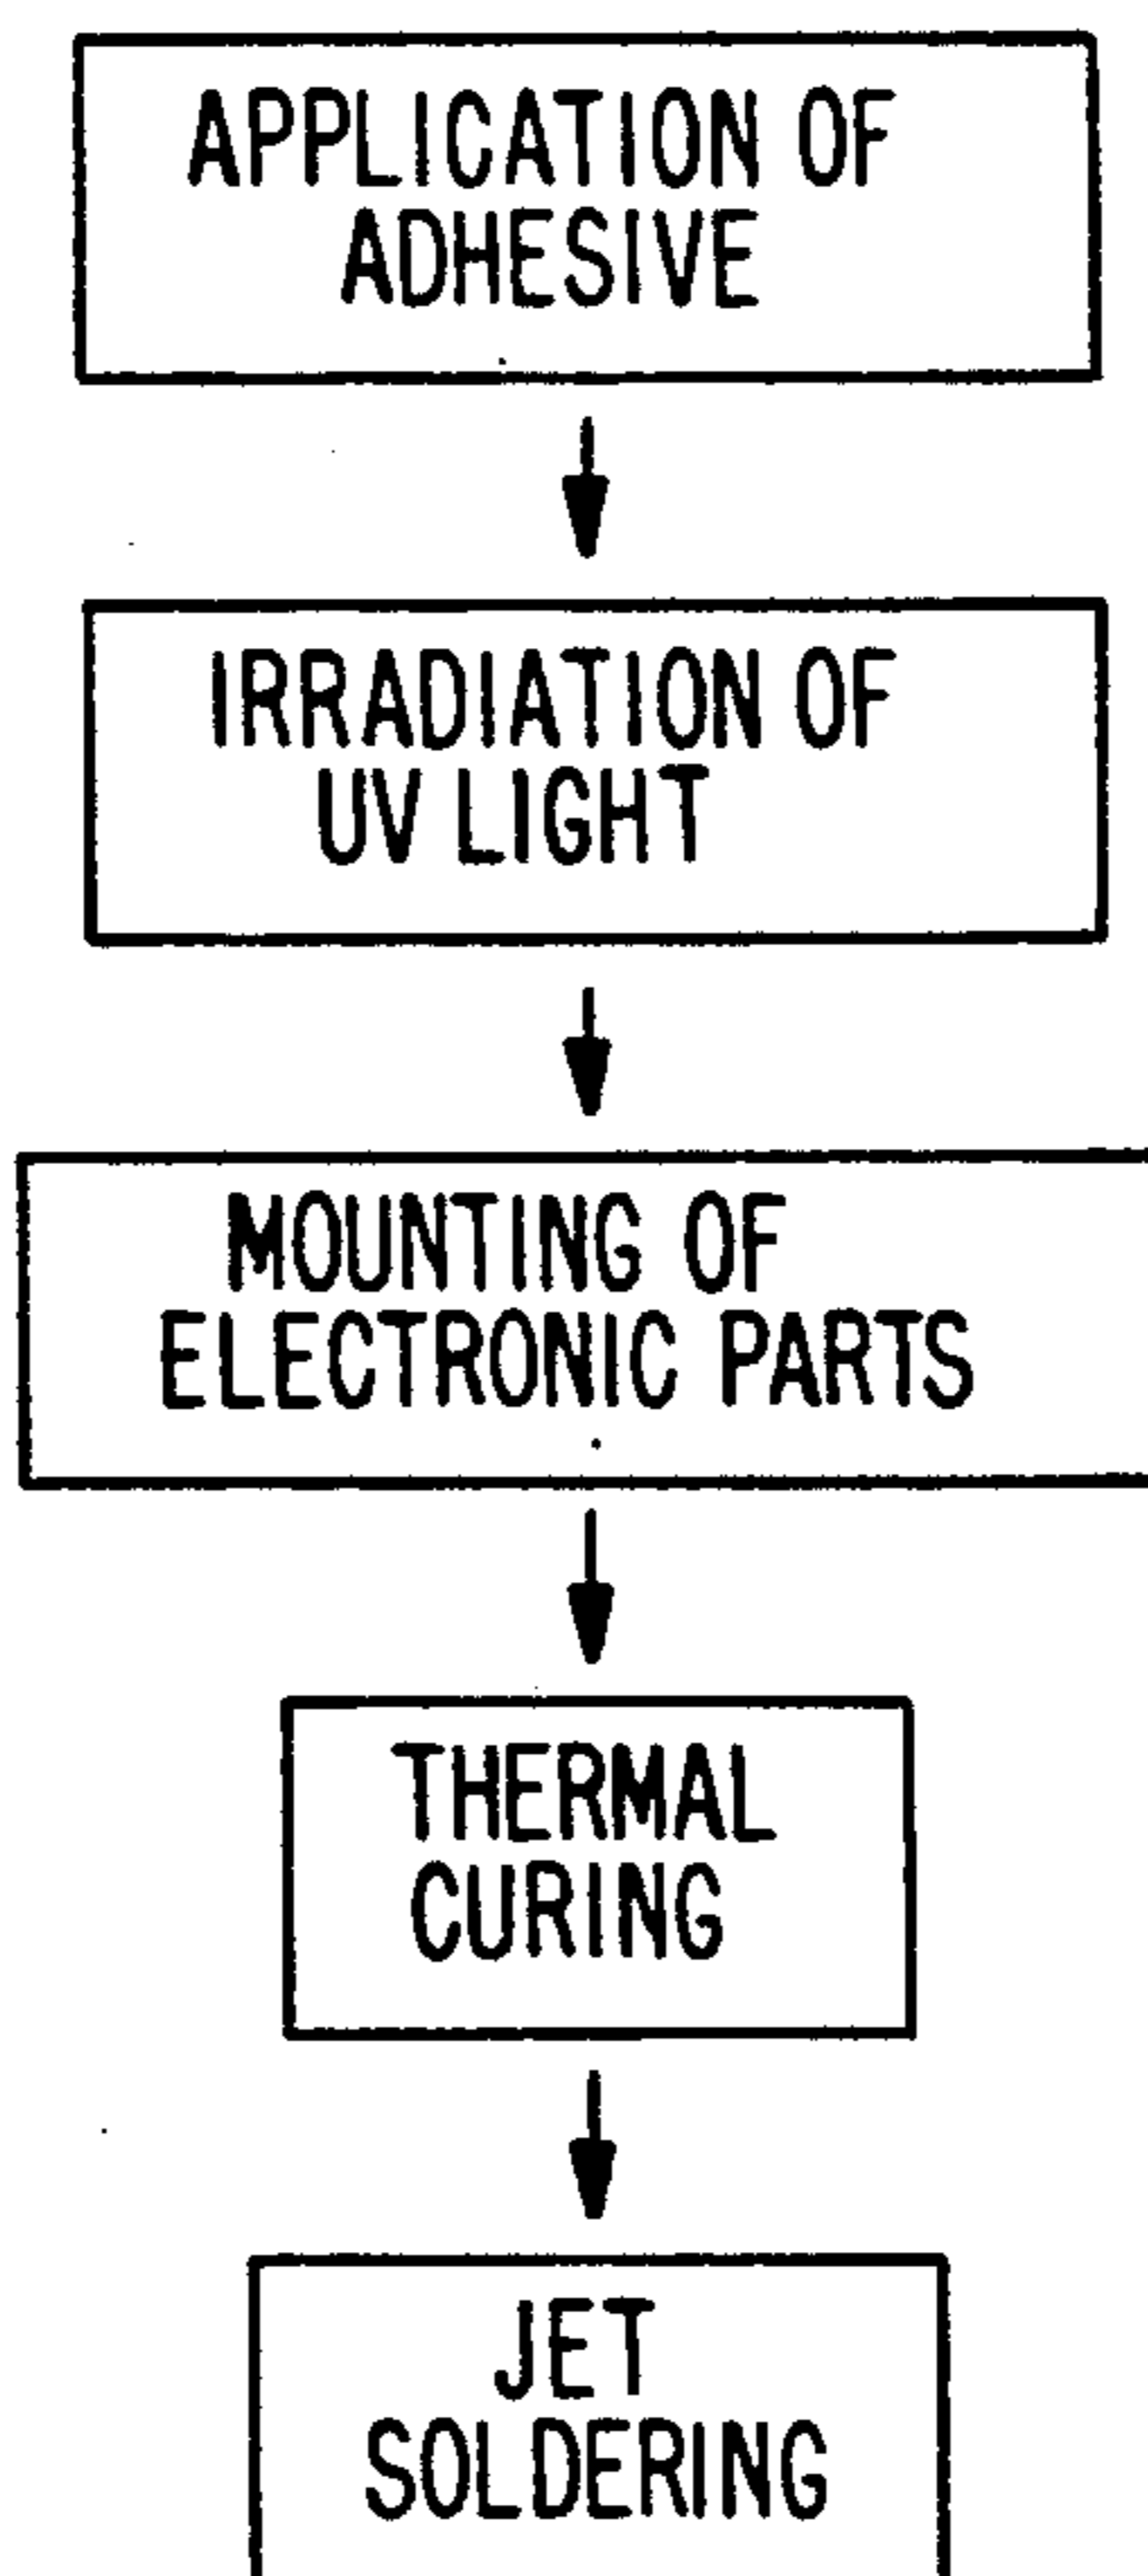 APPLICATION OF
ADHESIVE
IRRADIATION OF
UV LIGHT
MOUNTING OF
ELECTRONIC PARTS
THERMAL
CURING
JET
SOLDERING